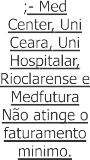 ;- Med
Center, Uni
Ceara, Uni
Hospitalar,
Rioclarense e
Medfutura
Não atinge o
faturamento
minimo.